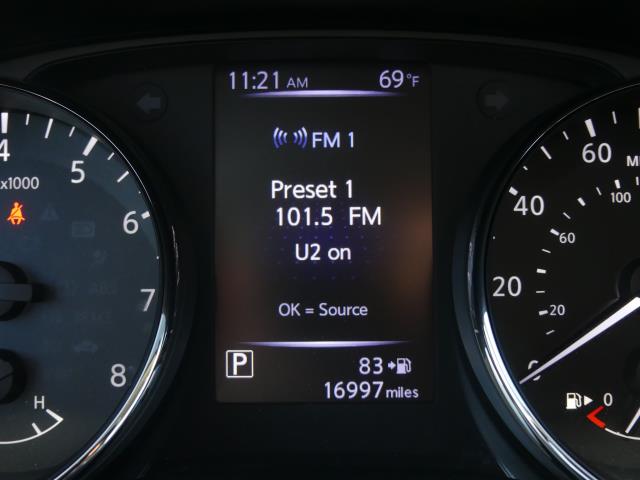 11:21 AM 69°F
FM 1
Preset 1
101.5 FM
U2 on
OK = Source
P 83
16997 miles
4
5
x1000
6
7
8
H
60
40
100
60
20
20
0
0